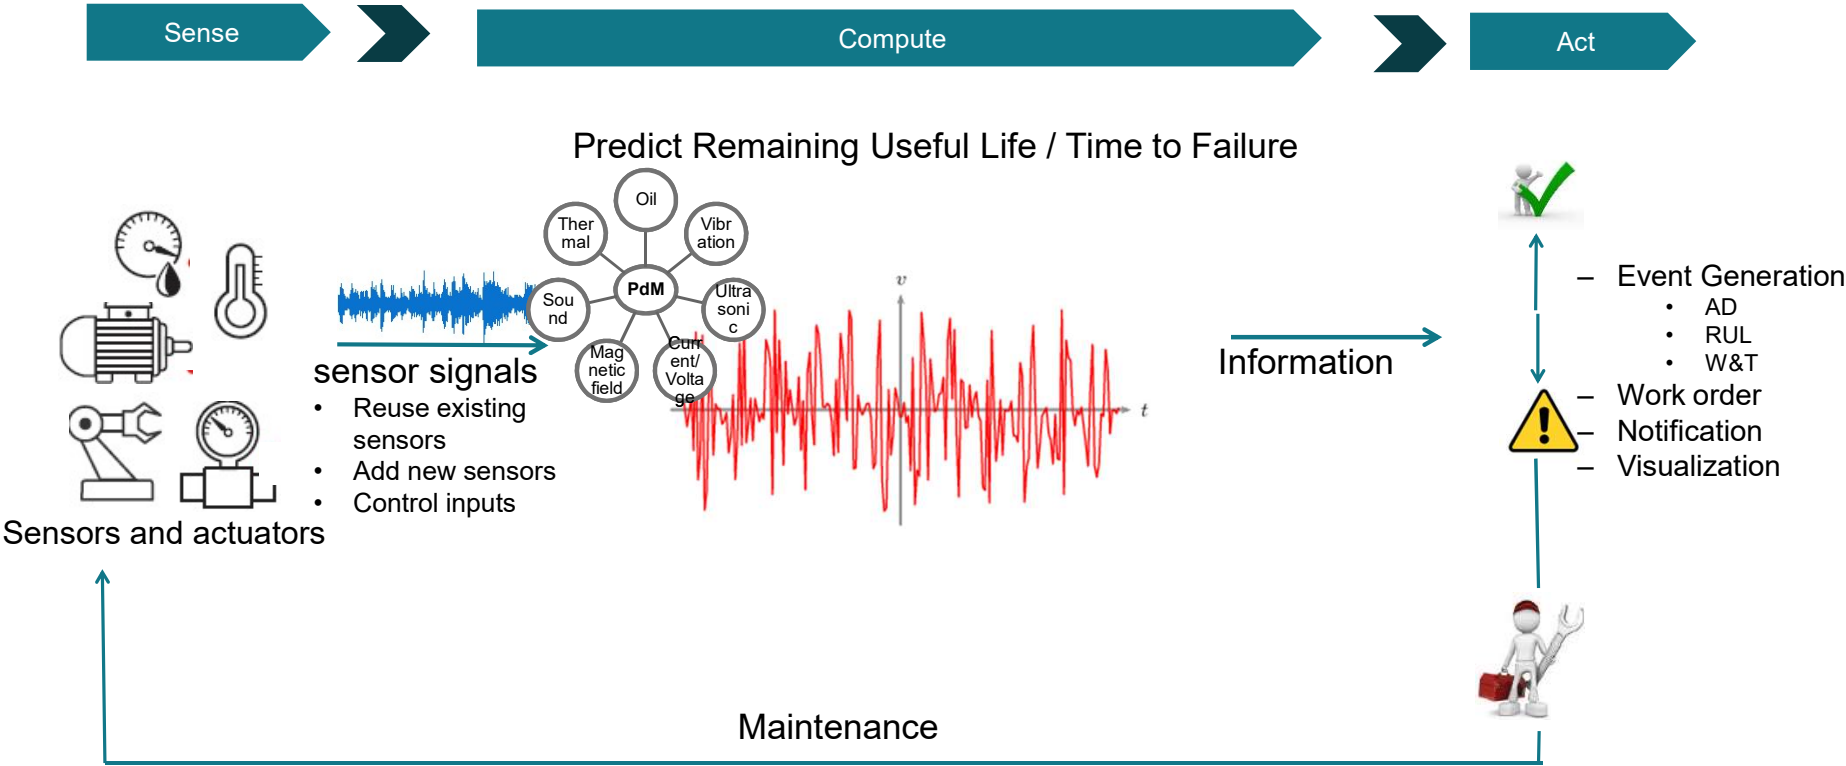 Sense
Compute
Act
Predict Remaining Useful Life / Time to Failure
Oil
Ther
mal
Vibr
ation
PdM
Sou
nd
Ultra
soni
c
Mag
netic
field
Curr
ent/
Volta
ge
v
t
sensor signals
• Reuse existing
sensors
• Add new sensors
• Control inputs
Sensors and actuators
Information
– Event Generation
• AD
• RUL
• W&T
– Work order
– Notification
– Visualization
Maintenance